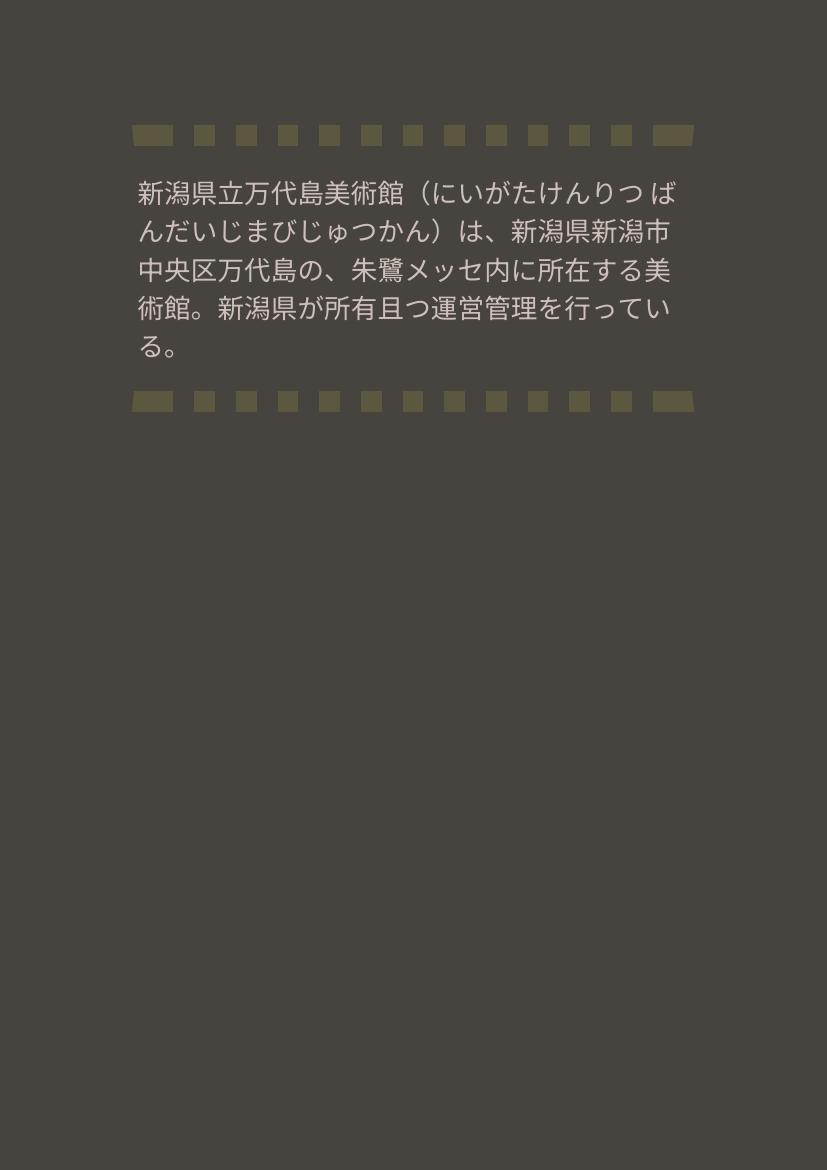 新潟県立万代島美術館（にいがたけんりつ ば
んだいじまびじゅつかん）は、新潟県新潟市
中央区万代島の、朱鷺メッセ内に所在する美
術館。新潟県が所有且つ運営管理を行ってい
る。